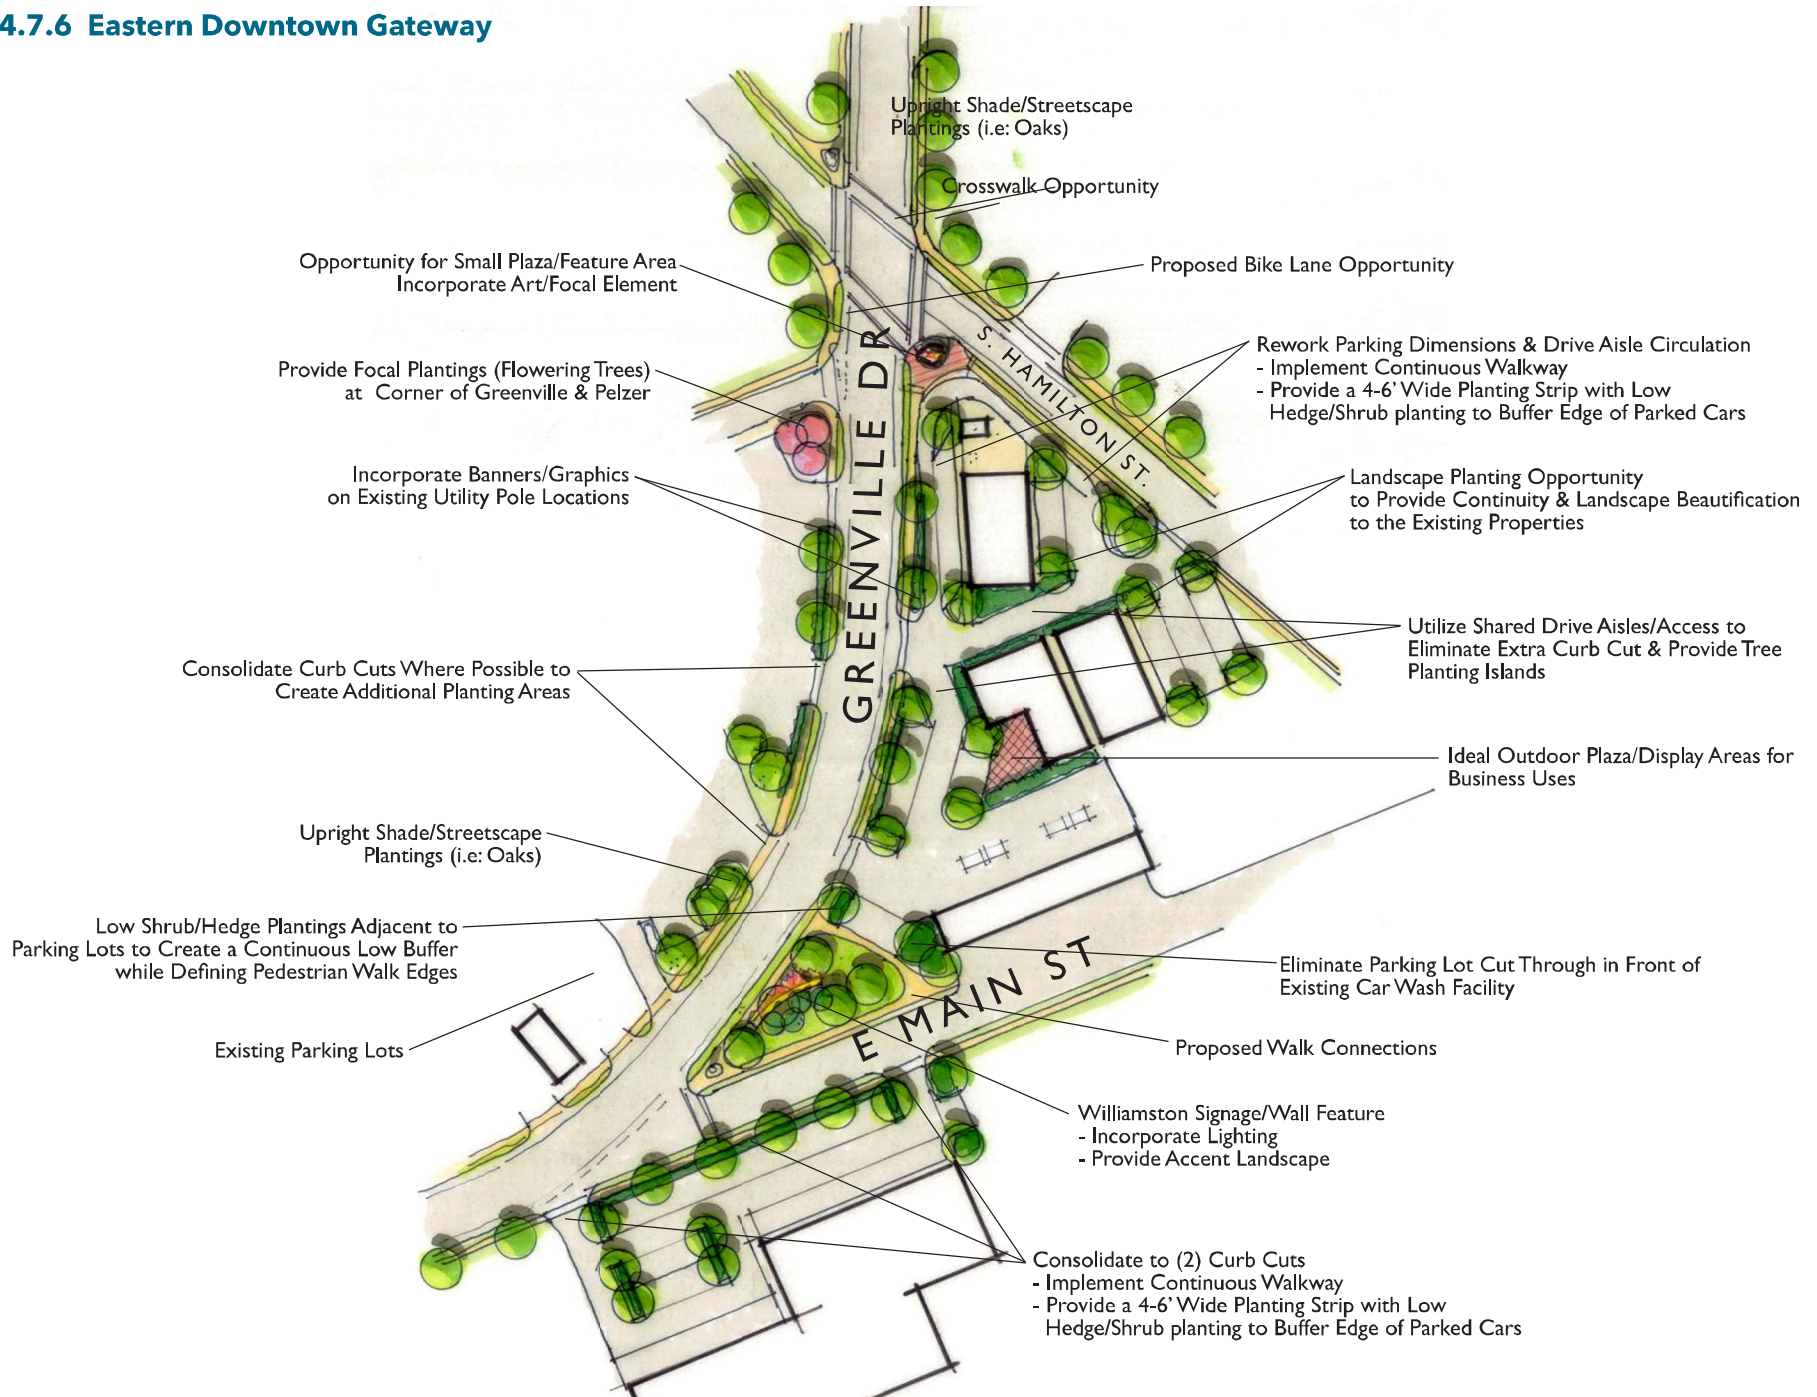 4.7.6 Eastern Downtown Gateway
Upright Shade/Streetscape
Plantings (i.e: Oaks)
Crosswalk Opportunity
Opportunity for Small Plaza/Feature Area
Incorporate Art/Focal Element
Proposed Bike Lane Opportunity
Provide Focal Plantings (Flowering Trees)
at Corner of Greenville & Pelzer
Rework Parking Dimensions & Drive Aisle Circulation
- Implement Continuous Walkway
- Provide a 4-6' Wide Planting Strip with Low
Hedge/Shrub planting to Buffer Edge of Parked Cars
S. HAMILTON ST.
GREENVILLE DR
Incorporate Banners/Graphics
on Existing Utility Pole Locations
Landscape Planting Opportunity
to Provide Continuity & Landscape Beautification
to the Existing Properties
Utilize Shared Drive Aisles/Access to
Eliminate Extra Curb Cut & Provide Tree
Planting Islands
Consolidate Curb Cuts Where Possible to
Create Additional Planting Areas
Ideal Outdoor Plaza/Display Areas for
Business Uses
Upright Shade/Streetscape
Plantings (i.e: Oaks)
Low Shrub/Hedge Plantings Adjacent to
Parking Lots to Create a Continuous Low Buffer
while Defining Pedestrian Walk Edges
E MAIN ST
Eliminate Parking Lot Cut Through in Front of
Existing Car Wash Facility
Existing Parking Lots
Proposed Walk Connections
Williamston Signage/Wall Feature
- Incorporate Lighting
- Provide Accent Landscape
Consolidate to (2) Curb Cuts
- Implement Continuous Walkway
- Provide a 4-6' Wide Planting Strip with Low
Hedge/Shrub planting to Buffer Edge of Parked Cars